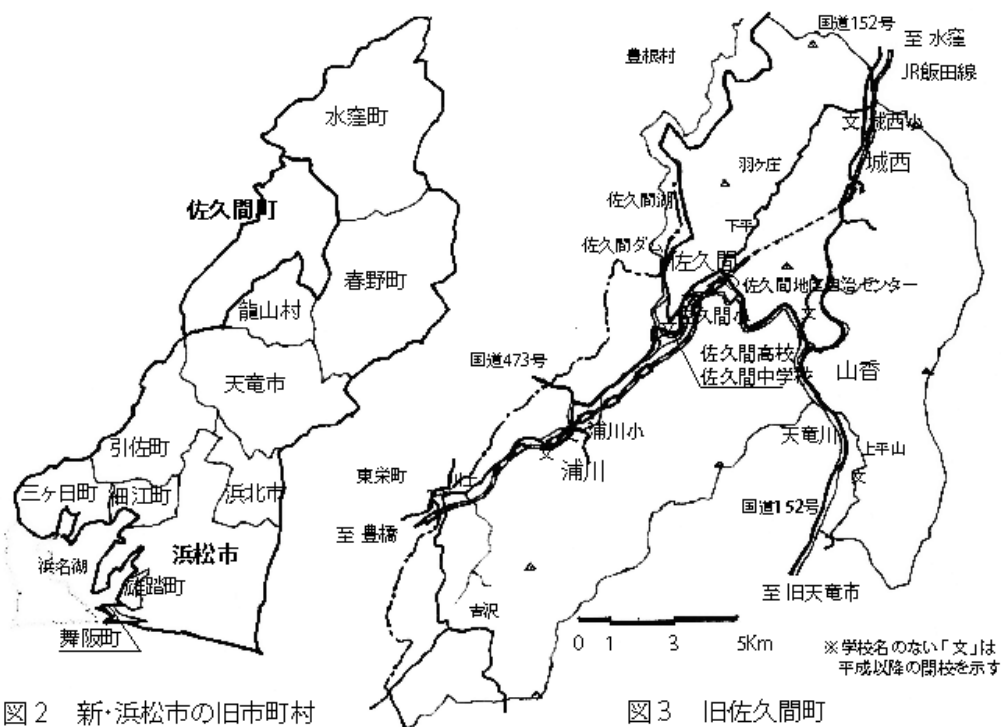 水窪町
佐久間町
春野町
龍山村
天竜市
引佐町
三ヶ日町
細江町
浜北市
浜名湖
浜松市
雄踏町
舞阪町
図2 新・浜松市の旧市町村
国道152号
至 水窪
豊根村
JR飯田線
文 城西小
城西
羽ヶ庄
佐久間湖
下平
佐久間ダム
佐久間
佐久間地区自治センター
佐久間小
文
国道473号
佐久間高校
佐久間中学校
山香
浦川小
天竜川
上平山
文
浦川
文
東栄町
川上
国道152号
至 豊橋
至 旧天竜市
吉沢
0 1 3 5Km
※学校名のない「文」は
平成以降の閉校を示す
図3 旧佐久間町